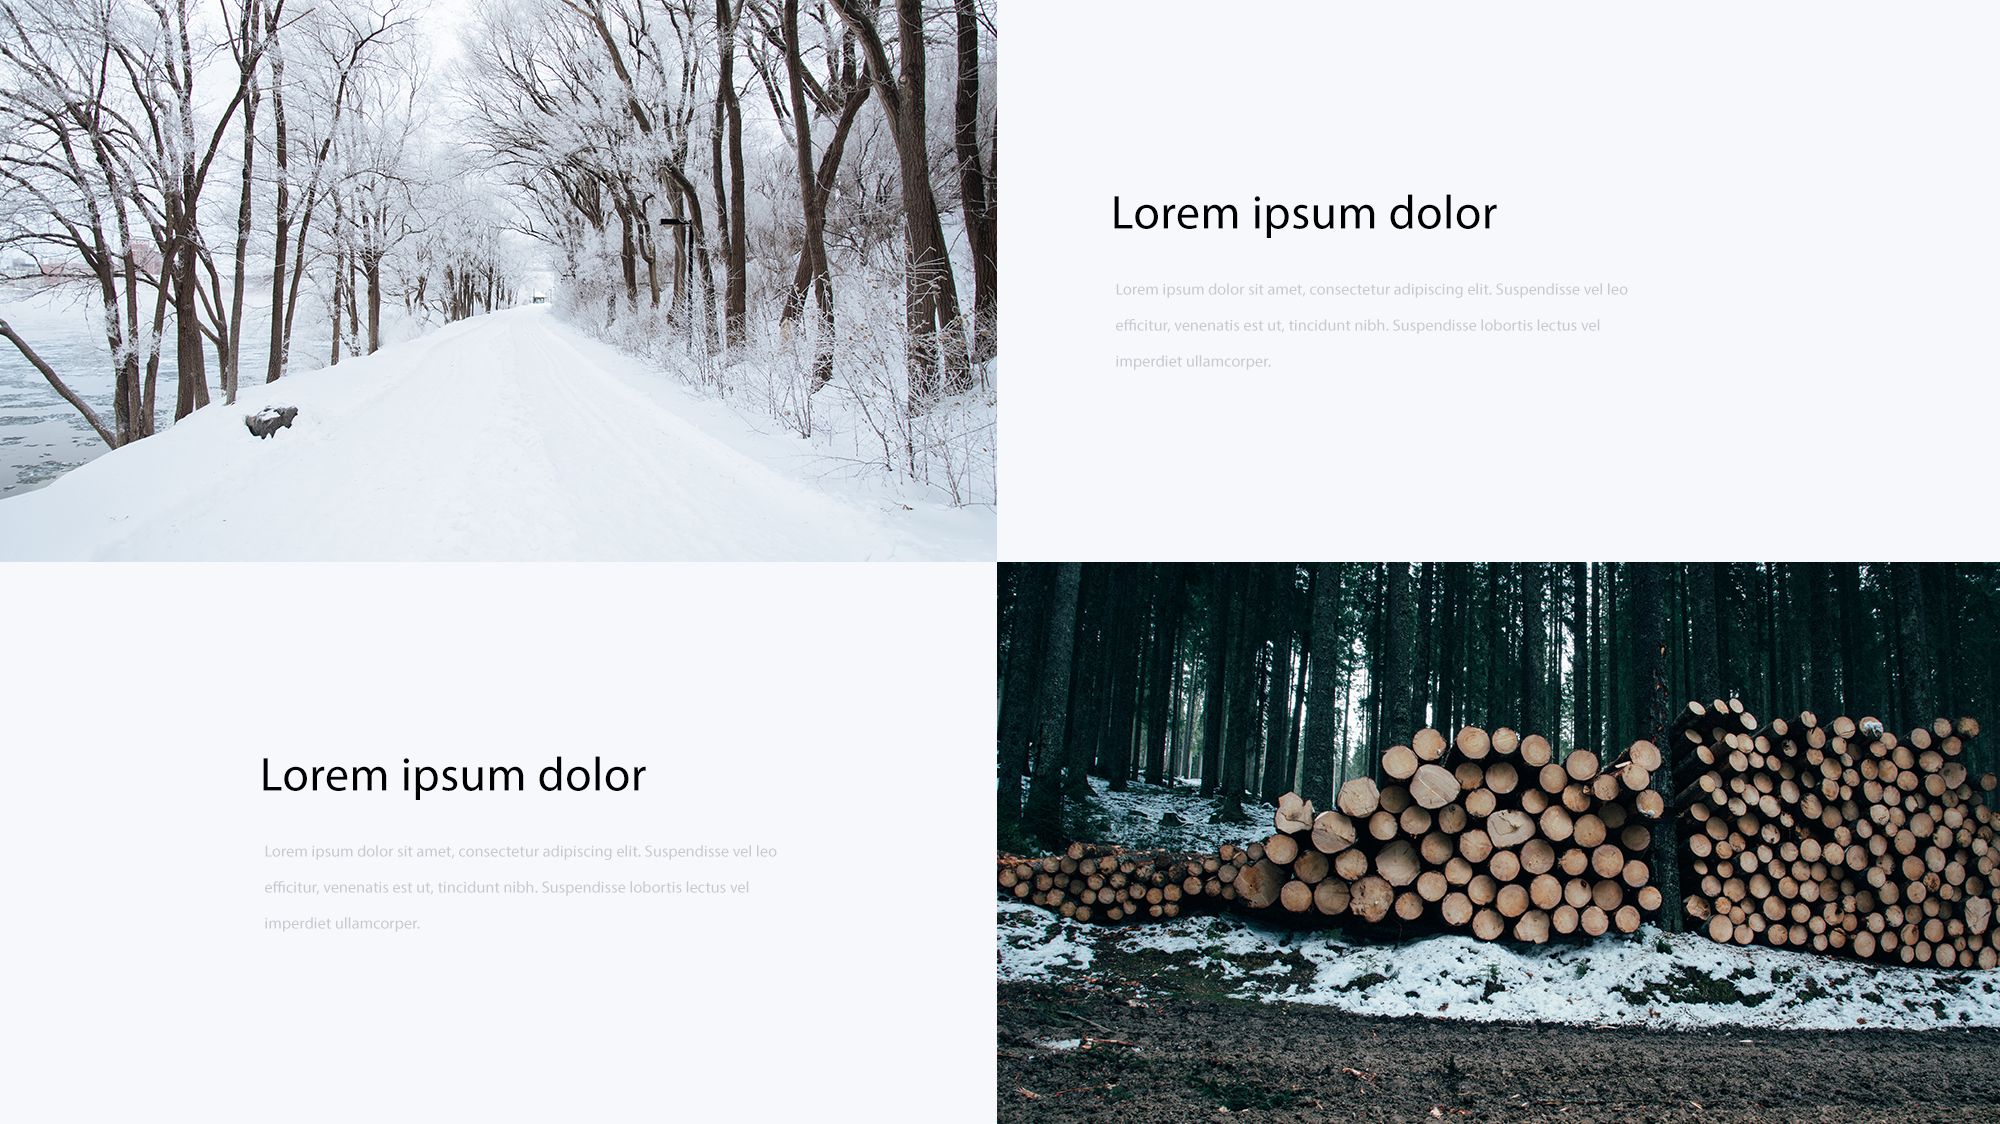 Lorem ipsum dolor
Lorem ipsum dolor sit amet, consectetur adipiscing elit. Suspendisse vel leo
efficitur, venenatis est ut, tincidunt nibh. Suspendisse lobortis lectus vel
imperdiet ullamcorper.
Lorem ipsum dolor
Lorem ipsum dolor sit amet, consectetur adipiscing elit. Suspendisse vel leo
efficitur, venenatis est ut, tincidunt nibh. Suspendisse lobortis lectus vel
imperdiet ullamcorper.